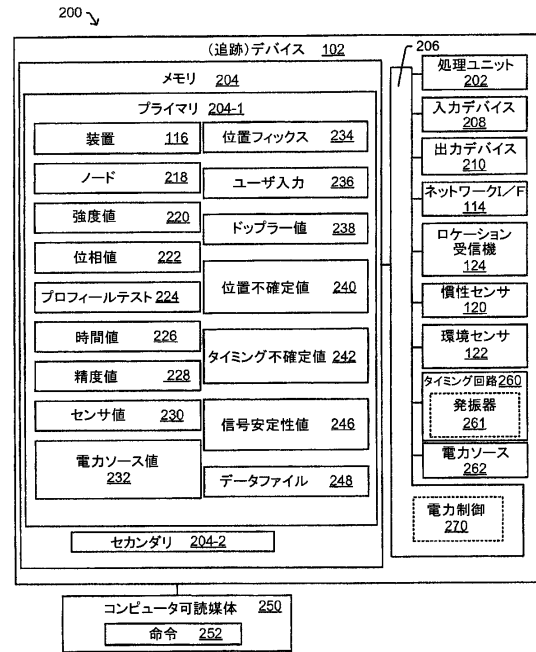 200
(追跡)デバイス 102
メモリ 204
プライマリ 204-1
装置 116
ノード 218
強度値 220
位相値 222
プロフィールテスト 224
時間値 226
精度値 228
センサ値 230
電力ソース値
232
位置フィックス 234
ユーザ入力 236
ドップラー値 238
位置不確定値 240
タイミング不確定値 242
信号安定性値 246
データファイル 248
セカンダリ 204-2
206
処理ユニット
202
入力デバイス
208
出力デバイス
210
ネットワークI/F
114
ロケーション
受信機
124
慣性センサ
120
環境センサ
122
タイミング回路 260
発振器
261
電力ソース
262
電力制御
270
コンピュータ可読媒体 250
命令 252